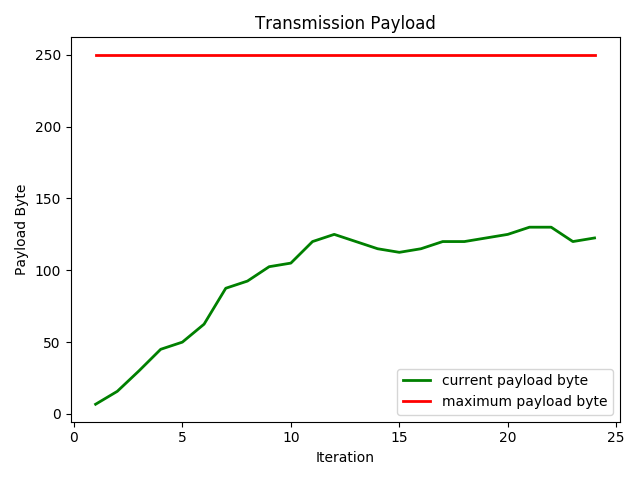 Transmission Payload
Payload Byte
250
200
150
100
50
0
current payload byte
maximum payload byte
0 5 10 15 20 25
Iteration